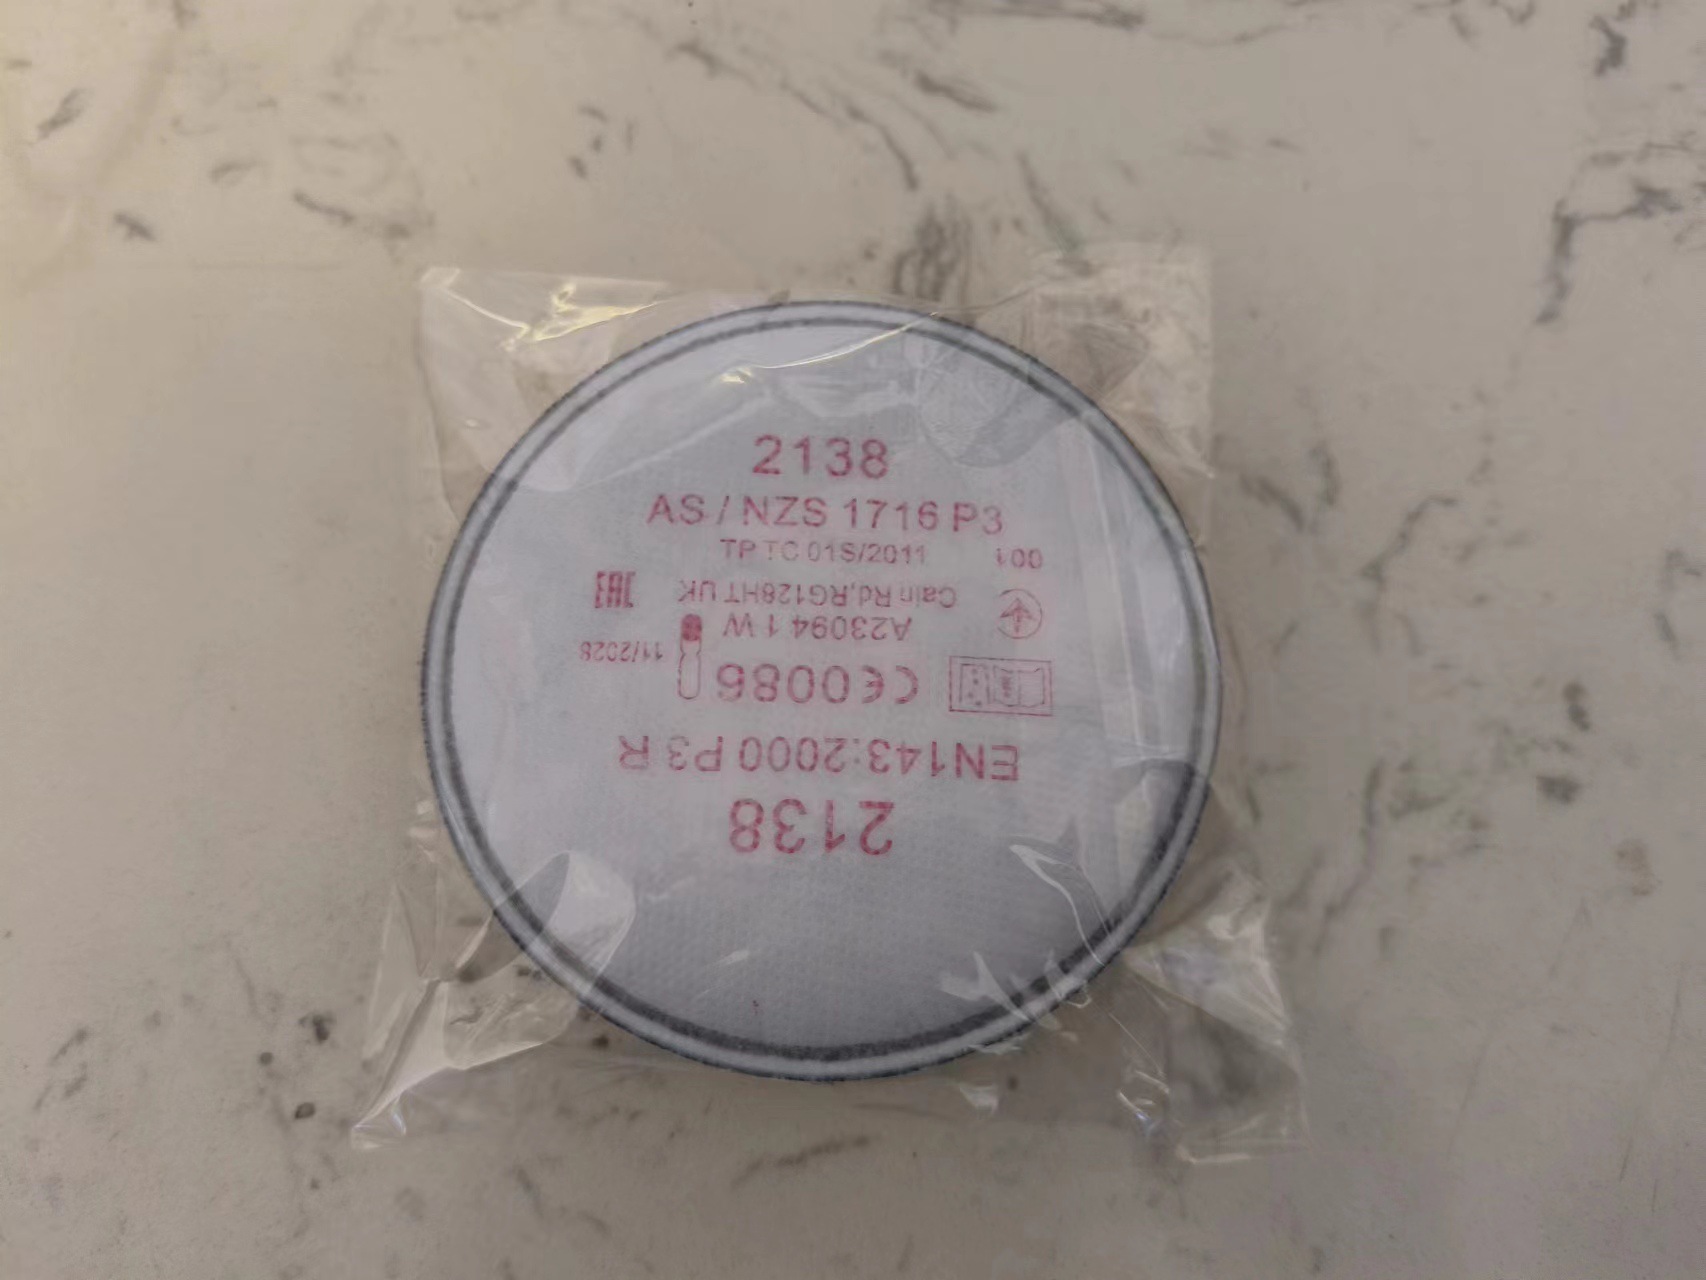 2138
AS / NZS 1716 P3
TP TC 019/2011
001
Cain Rd,RG128HT UK
EAC
A23094 1 W
11/2028
CE0086
EN143:2000 P3 R
2138